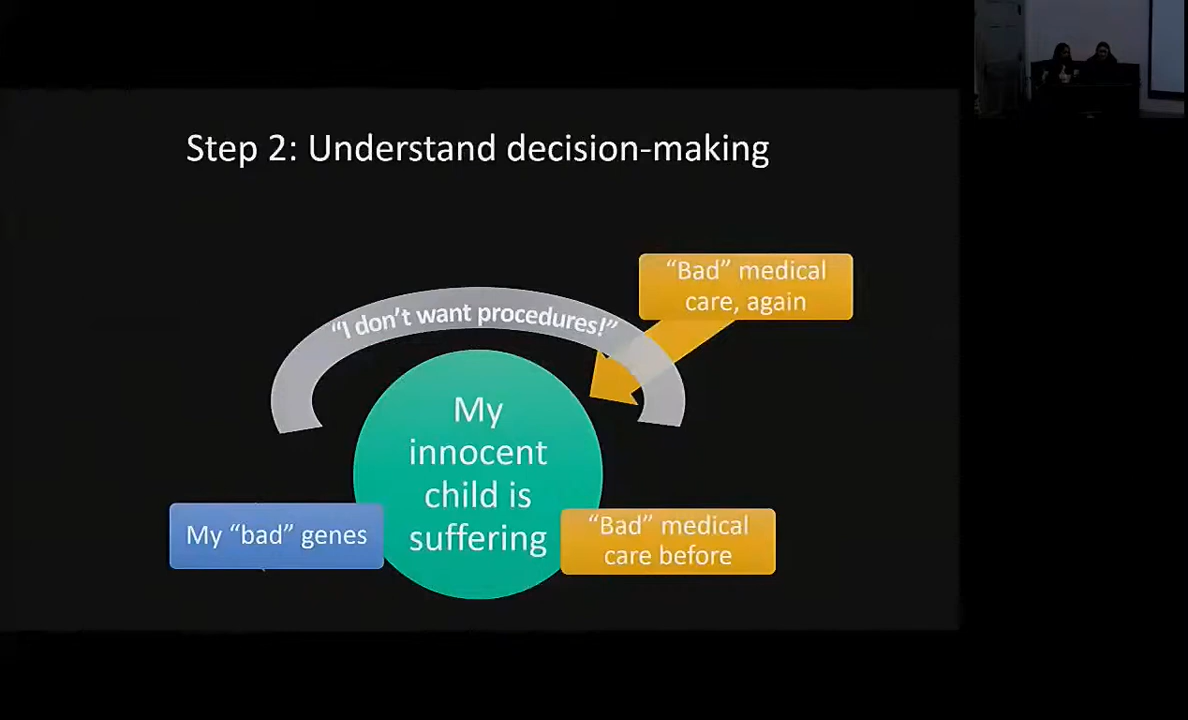 Step 2: Understand decision-making
“Bad” medical
care, again
“I don’t want procedures!”
My
innocent
child is
suffering
My “bad” genes
“Bad” medical
care before